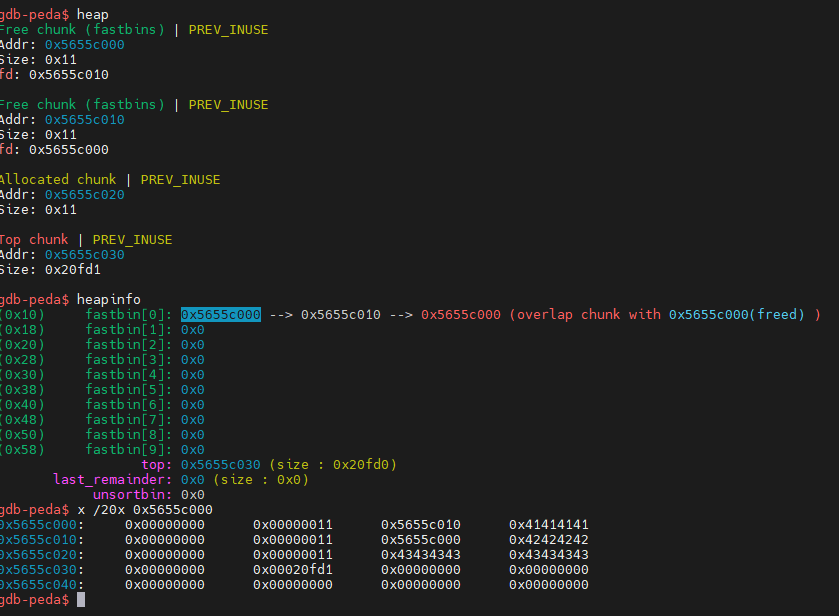 gdb-peda$ heap
Free chunk (fastbins) | PREV_INUSE
Addr: 0x5655c000
Size: 0x11
fd: 0x5655c010
Free chunk (fastbins) | PREV_INUSE
Addr: 0x5655c010
Size: 0x11
fd: 0x5655c000
Allocated chunk | PREV_INUSE
Addr: 0x5655c020
Size: 0x11
Top chunk | PREV_INUSE
Addr: 0x5655c030
Size: 0x20fd1
gdb-peda$ heapinfo
(0x10) fastbin[0]: 0x5655c000 --> 0x5655c010 --> 0x5655c000 (overlap chunk with 0x5655c000(freed) )
(0x18) fastbin[1]: 0x0
(0x20) fastbin[2]: 0x0
(0x28) fastbin[3]: 0x0
(0x30) fastbin[4]: 0x0
(0x38) fastbin[5]: 0x0
(0x40) fastbin[6]: 0x0
(0x48) fastbin[7]: 0x0
(0x50) fastbin[8]: 0x0
(0x58) fastbin[9]: 0x0
top: 0x5655c030 (size : 0x20fd0)
last_remainder: 0x0 (size : 0x0)
unsortbin: 0x0
gdb-peda$ x /20x 0x5655c000
0x5655c000: 0x00000000 0x00000011 0x5655c010 0x41414141
0x5655c010: 0x00000000 0x00000011 0x5655c000 0x42424242
0x5655c020: 0x00000000 0x00000011 0x43434343 0x43434343
0x5655c030: 0x00000000 0x00020fd1 0x00000000 0x00000000
0x5655c040: 0x00000000 0x00000000 0x00000000 0x00000000
gdb-peda$